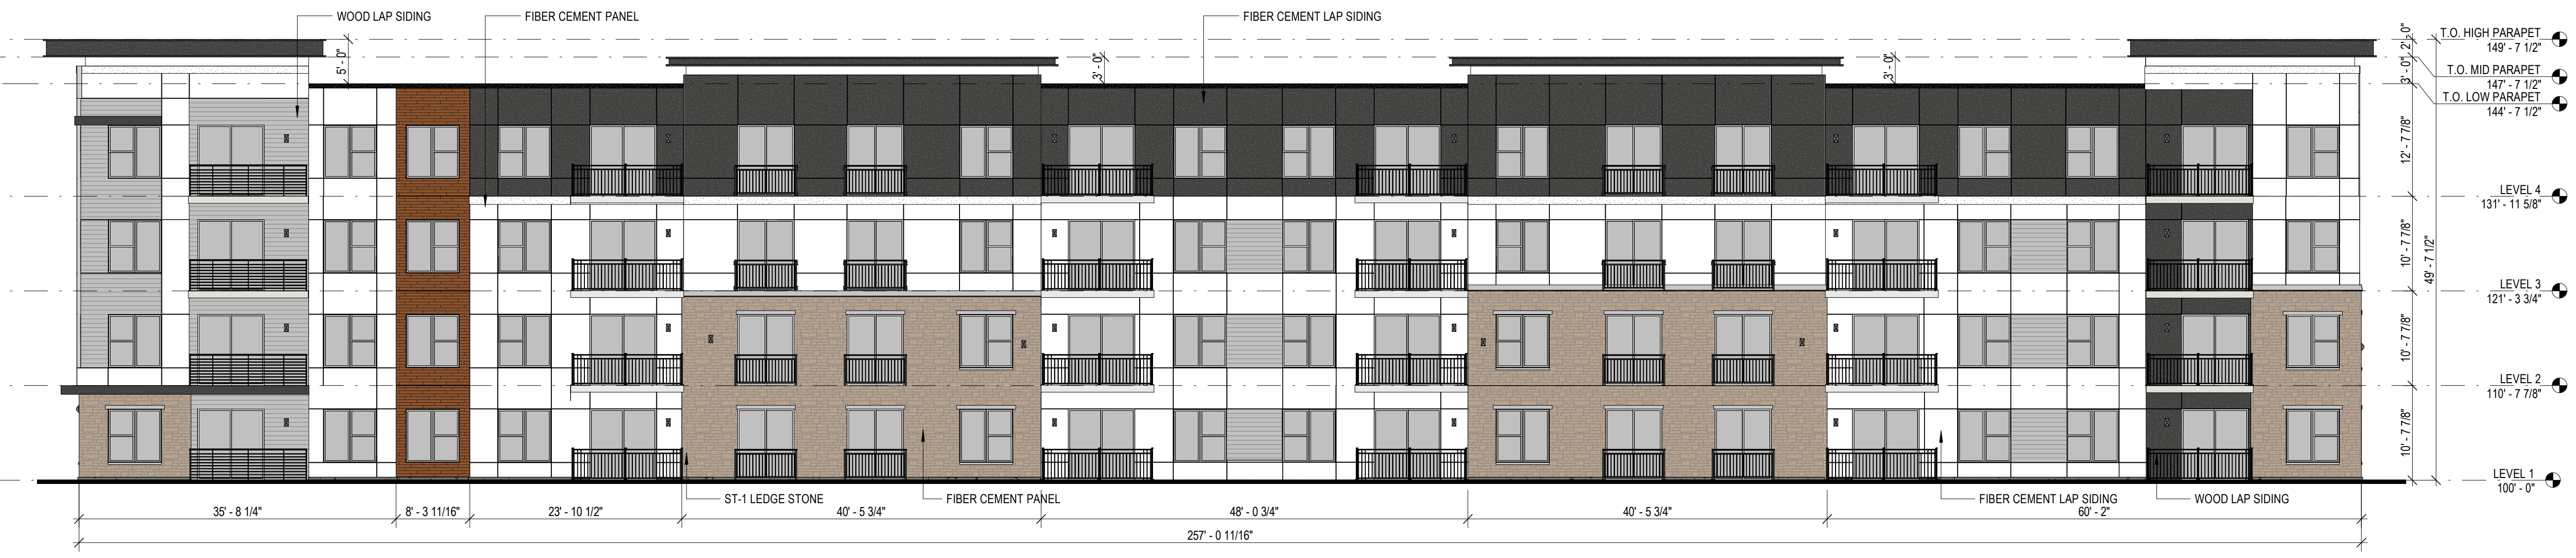 WOOD LAP SIDING
FIBER CEMENT PANEL
FIBER CEMENT LAP SIDING
5' - 0"
3' - 0"
3' - 0"
2' - 0"
3' - 0"
T.O. HIGH PARAPET
149' - 7 1/2"
T.O. MID PARAPET
147' - 7 1/2"
T.O. LOW PARAPET
144' - 7 1/2"
12' - 7 7/8"
LEVEL 4
131' - 11 5/8"
10' - 7 7/8"
49' - 7 1/2"
LEVEL 3
121' - 3 3/4"
10' - 7 7/8"
LEVEL 2
110' - 7 7/8"
10' - 7 7/8"
LEVEL 1
100' - 0"
ST-1 LEDGE STONE
FIBER CEMENT PANEL
FIBER CEMENT LAP SIDING
WOOD LAP SIDING
35' - 8 1/4"
8' - 3 11/16"
23' - 10 1/2"
40' - 5 3/4"
48' - 0 3/4"
40' - 5 3/4"
60' - 2"
257' - 0 11/16"